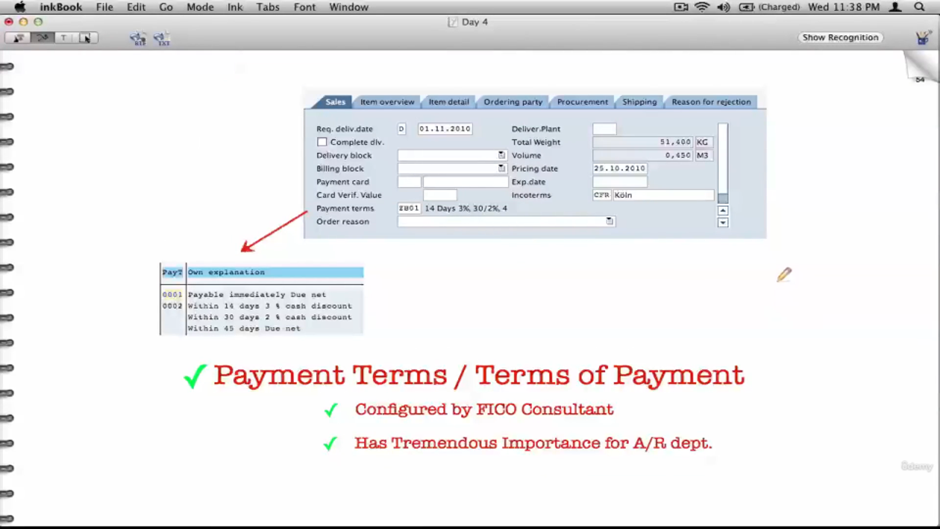 inkBook File Edit Go Mode Ink Tabs Font Window (Charged) Wed 11:38 PM
Day 4
T Show Recognition
54
Sales Item overview Item detail Ordering party Procurement Shipping Reason for rejection
Req. deliv.date D 01.11.2010 Deliver.Plant
Complete dlv. Total Weight 51,400 KG
Delivery block Volume 0,450 M3
Billing block Pricing date 25.10.2010
Payment card Exp.date
Card Verif. Value Incoterms CFR Köln
Payment terms ZB01 14 Days 3%, 30/2%, 4
Order reason
PayT Own explanation
0001 Payable immediately Due net
0002 Within 14 days 3 % cash discount
Within 30 days 2 % cash discount
Within 45 days Due net
✓ Payment Terms / Terms of Payment
✓ Configured by FICO Consultant
✓ Has Tremendous Importance for A/R dept.
Udemy